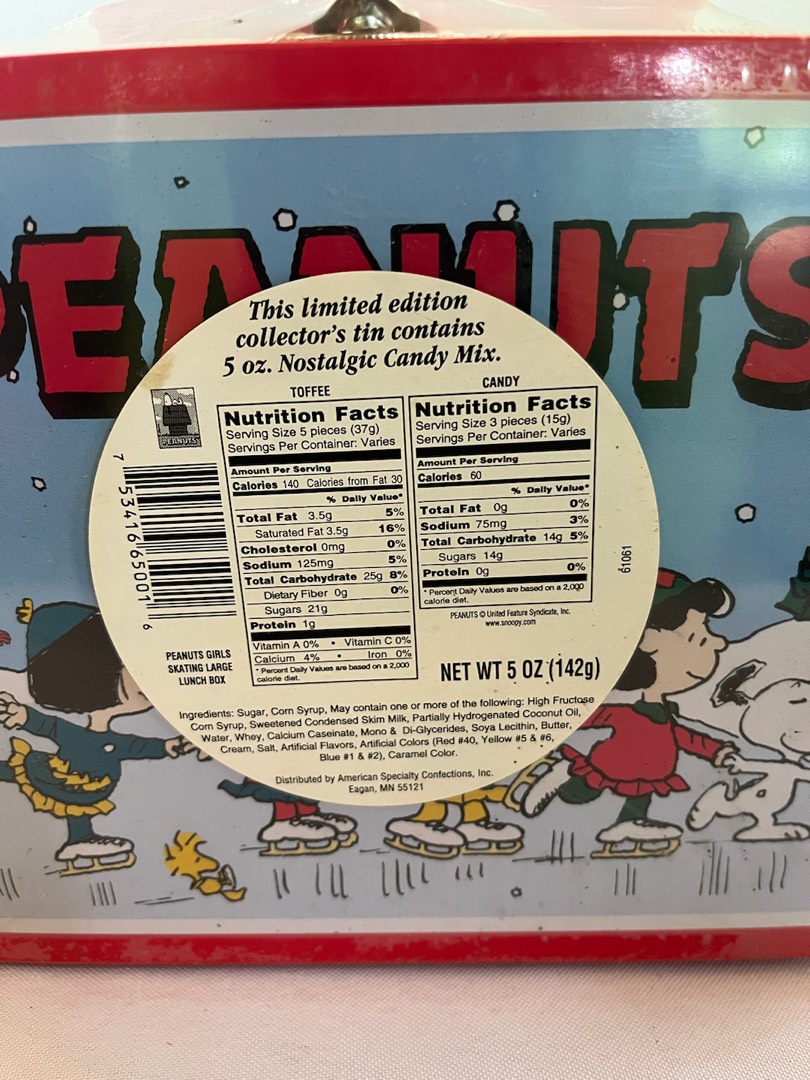 PEANUTS
This limited edition
collector's tin contains
5 oz. Nostalgic Candy Mix.
PEANUTS
7 53416 65001 6
PEANUTS GIRLS
SKATING LARGE
LUNCH BOX
TOFFEE
Nutrition Facts
Serving Size 5 pieces (37g)
Servings Per Container: Varies
Amount Per Serving
Calories 140 Calories from Fat 30
% Daily Value*
Total Fat 3.5g 5%
Saturated Fat 3.5g 16%
Cholesterol 0mg 0%
Sodium 125mg 5%
Total Carbohydrate 25g 8%
Dietary Fiber 0g 0%
Sugars 21g
Protein 1g
Vitamin A 0% • Vitamin C 0%
Calcium 4% • Iron 0%
* Percent Daily Values are based on a 2,000
calorie diet.
CANDY
Nutrition Facts
Serving Size 3 pieces (15g)
Servings Per Container: Varies
Amount Per Serving
Calories 60
% Daily Value*
Total Fat 0g 0%
Sodium 75mg 3%
Total Carbohydrate 14g 5%
Sugars 14g
Protein 0g 0%
* Percent Daily Values are based on a 2,000
calorie diet.
PEANUTS © United Feature Syndicate, Inc.
www.snoopy.com
91061
NET WT 5 OZ (142g)
Ingredients: Sugar, Corn Syrup, May contain one or more of the following: High Fructose
Corn Syrup, Sweetened Condensed Skim Milk, Partially Hydrogenated Coconut Oil,
Water, Whey, Calcium Caseinate, Mono & Di-Glycerides, Soya Lecithin, Butter,
Cream, Salt, Artificial Flavors, Artificial Colors (Red #40, Yellow #5 & #6,
Blue #1 & #2), Caramel Color.
Distributed by American Specialty Confections, Inc.
Eagan, MN 55121